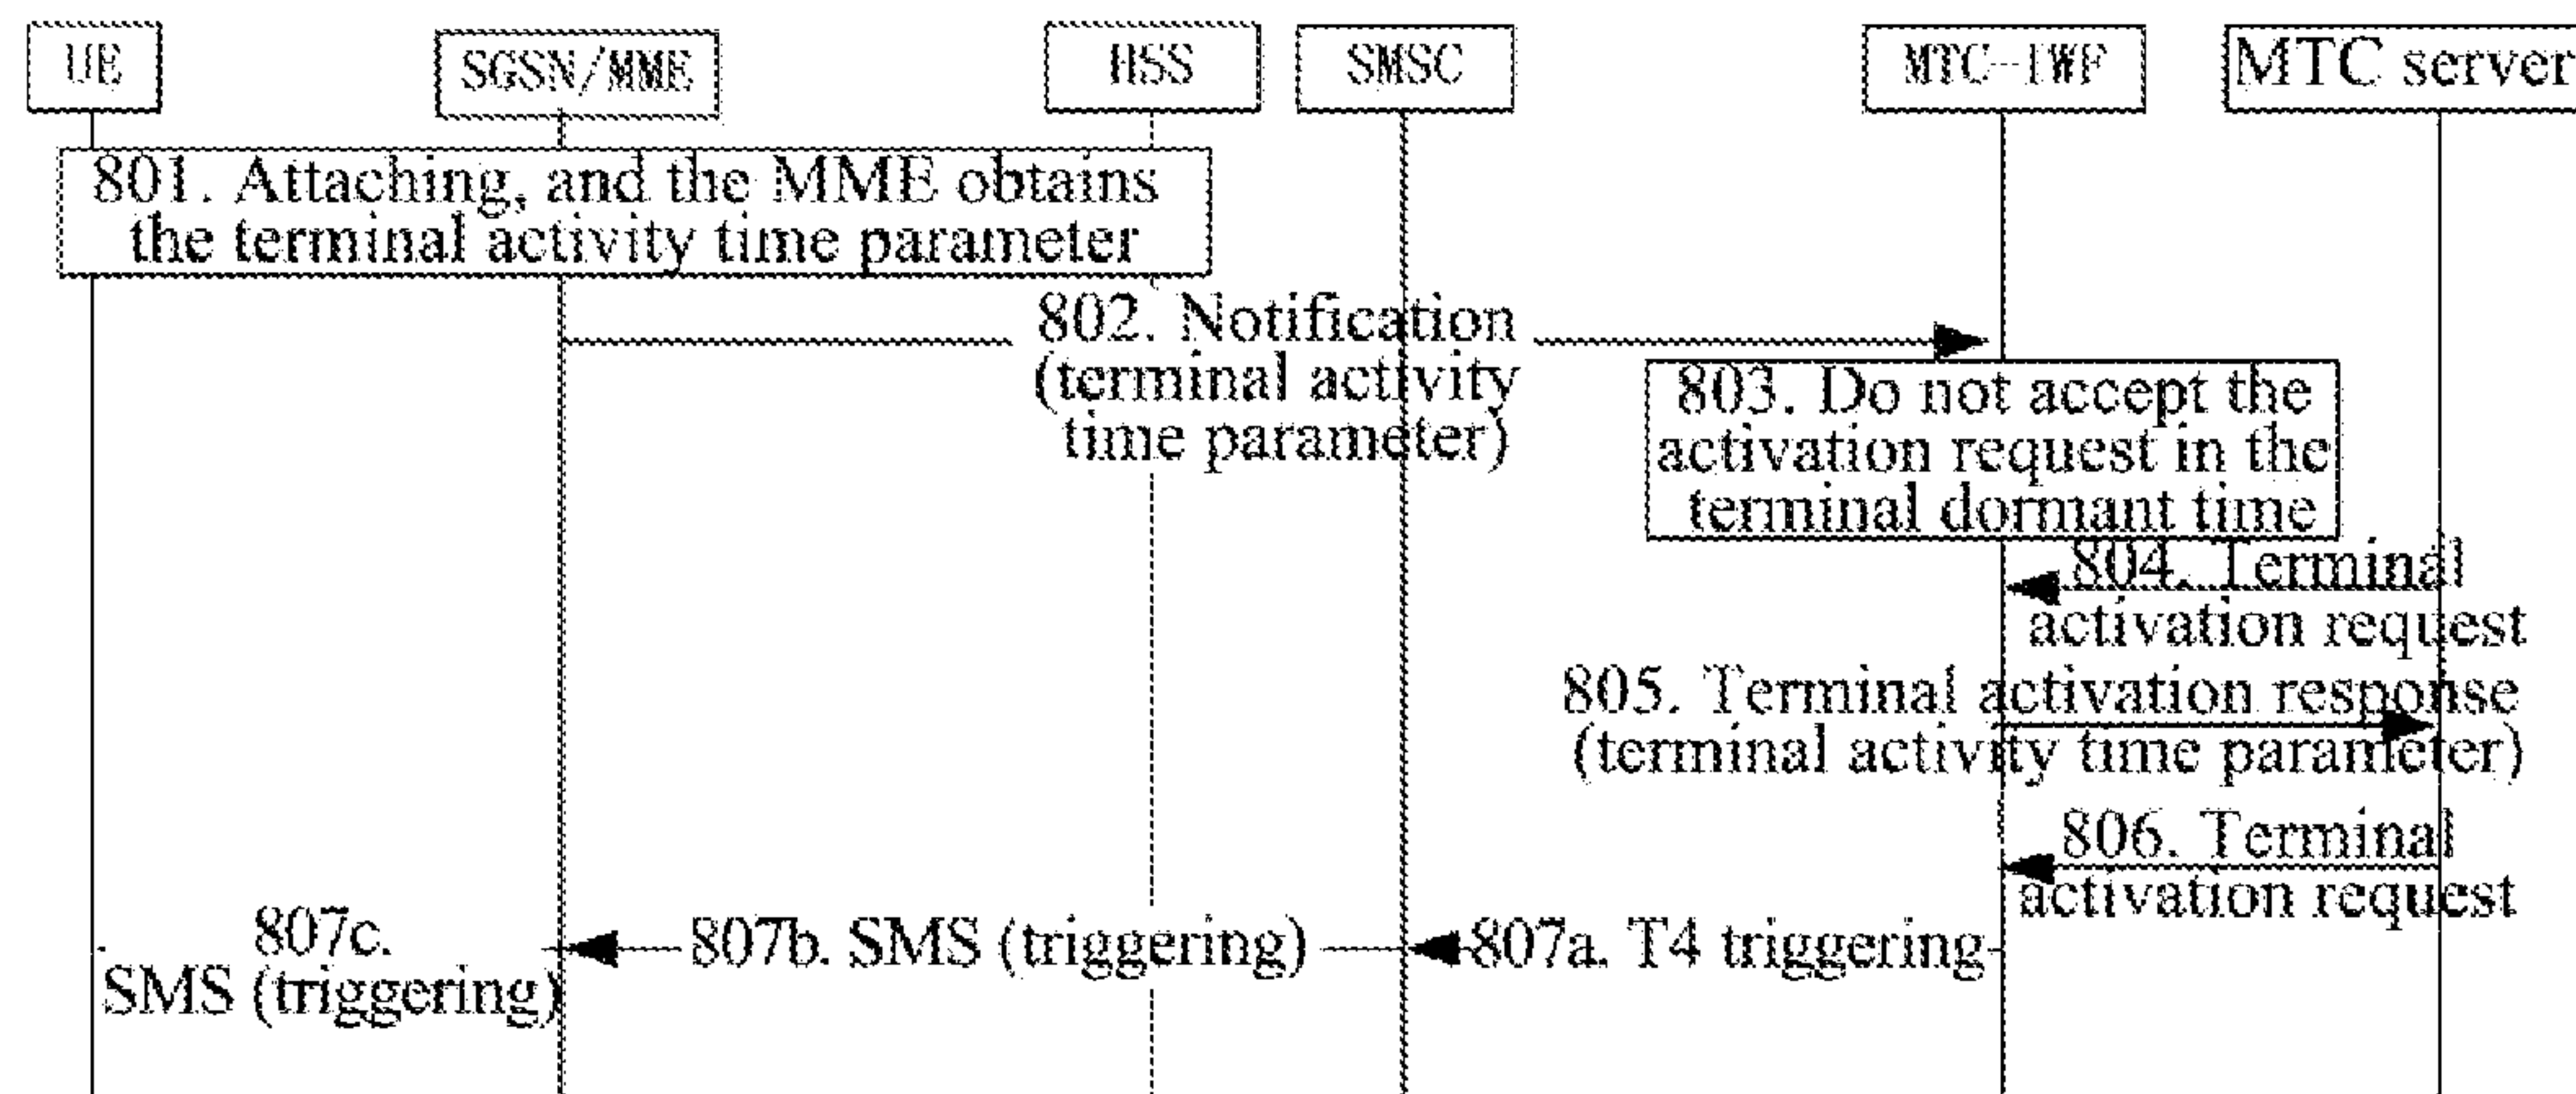 UE
SGSN/MME
HSS
SMSC
MTC-IWF
MTC server
801. Attaching, and the MME obtains
the terminal activity time parameter
802. Notification
(terminal activity
time parameter)
803. Do not accept the
activation request in the
terminal dormant time
804. Terminal
activation request
805. Terminal activation response
(terminal activity time parameter)
806. Terminal
activation request
807c.
SMS (triggering)
807b. SMS (triggering)
807a. T4 triggering